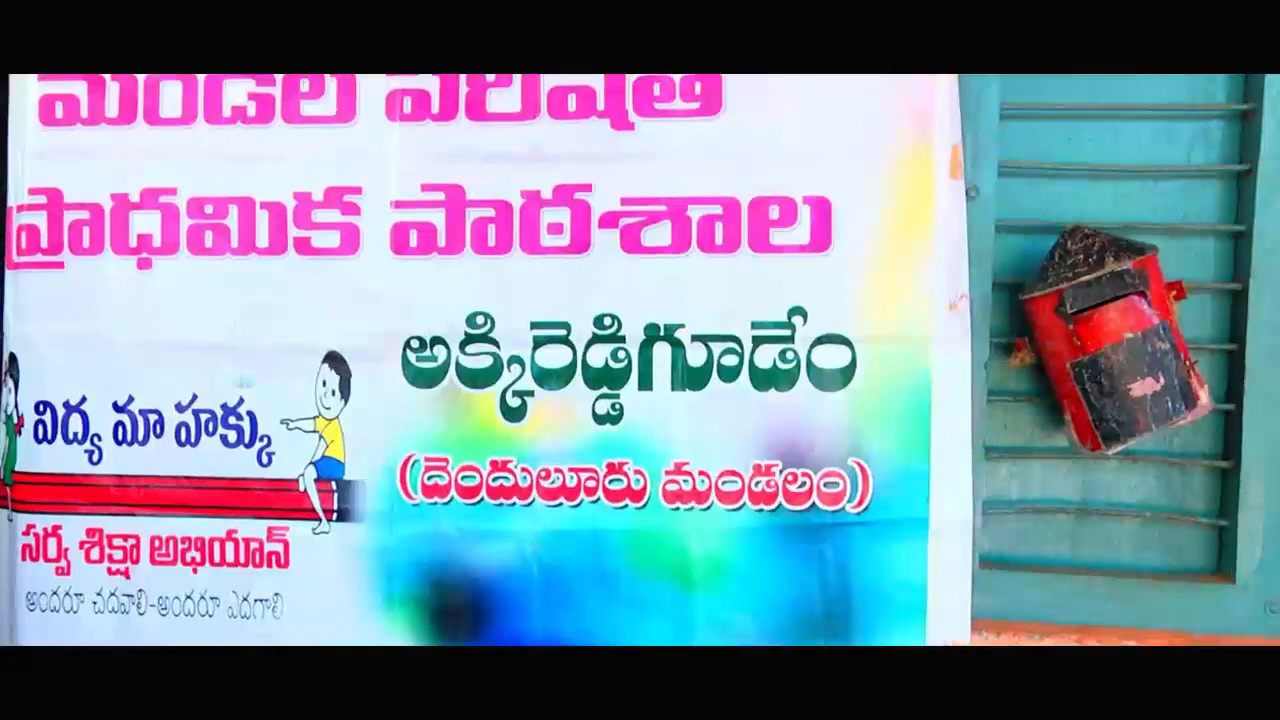 మండల పరిషత్
ప్రాధమిక పాఠశాల
అక్కిరెడ్డిగూడెం
(దెందులూరు మండలం)
విద్య మా హక్కు
సర్వ శిక్షా అభియాన్
అందరూ చదవాలి-అందరూ ఎదగాలి